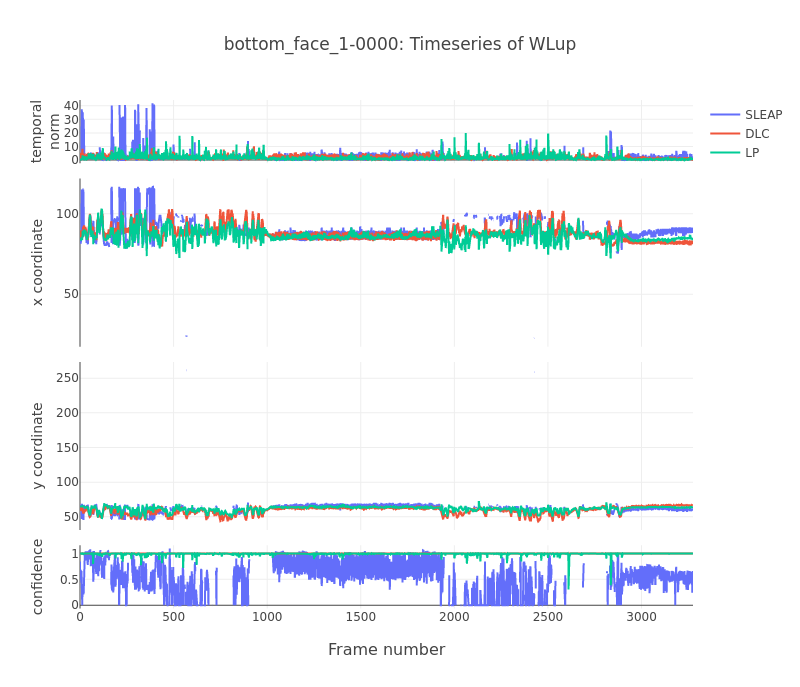 bottom_face_1-0000: Timeseries of WLup
temporal
norm
40
30
20
10
0
SLEAP
DLC
LP
x coordinate
100
50
y coordinate
250
200
150
100
50
confidence
1
0.5
0
0
500
1000
1500
2000
2500
3000
Frame number